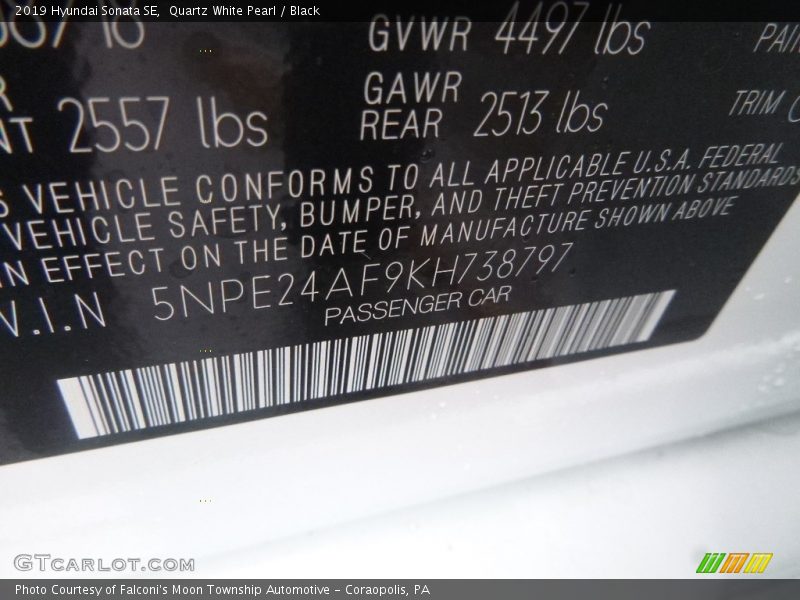 2019 Hyundai Sonata SE, Quartz White Pearl / Black
GVWR 4497 lbs
2557 lbs
GAWR
REAR 2513 lbs
TRIM
VEHICLE CONFORMS TO ALL APPLICABLE U.S.A. FEDERAL
VEHICLE SAFETY, BUMPER, AND THEFT PREVENTION STANDARDS
IN EFFECT ON THE DATE OF MANUFACTURE SHOWN ABOVE
V.I.N 5NPE24AF9KH738797
PASSENGER CAR
GTCARLOT.COM
Photo Courtesy of Falconi's Moon Township Automotive – Coraopolis, PA